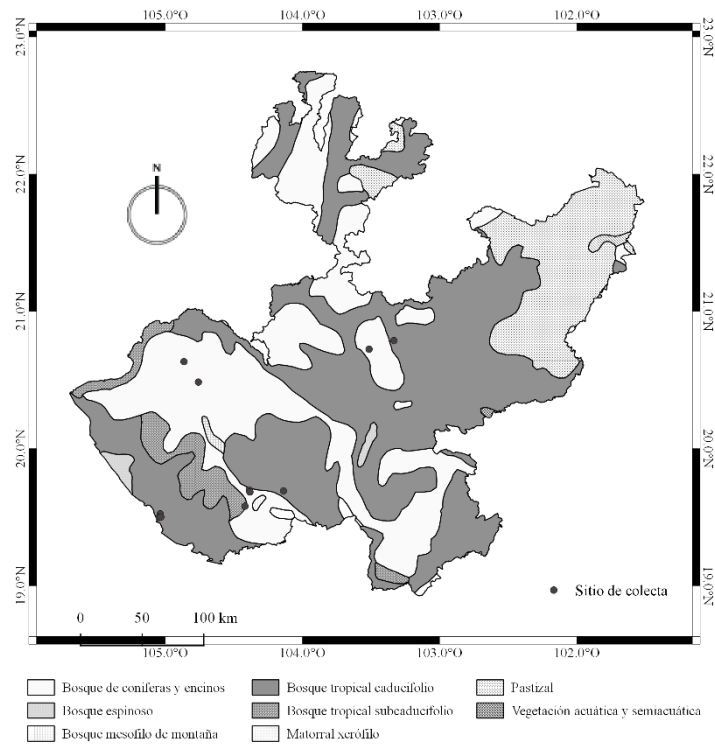 105.0°O 104.0°O 103.0°O 102.0°O
23.0°N 23.0°N
N
22.0°N 22.0°N
21.0°N 21.0°N
20.0°N 20.0°N
19.0°N 19.0°N
Sitio de colecta
0 50 100 km
105.0°O 104.0°O 103.0°O 102.0°O
Bosque de coníferas y encinos Bosque tropical caducifolio Pastizal
Bosque espinoso Bosque tropical subcaducifolio Vegetación acuática y semiacuática
Bosque mesofilo de montaña Matorral xerófilo